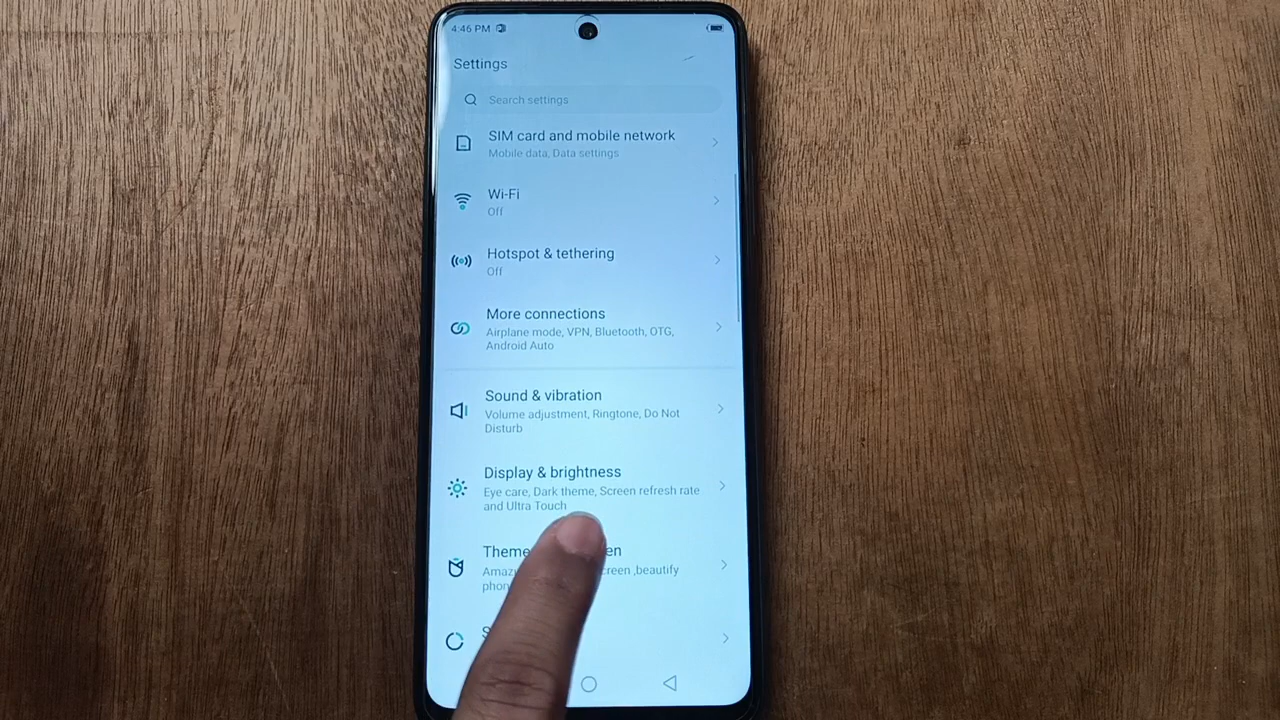 4:46 PM
Settings
Search settings
SIM card and mobile network
Mobile data, Data settings
Wi-Fi
Off
Hotspot & tethering
Off
More connections
Airplane mode, VPN, Bluetooth, OTG,
Android Auto
Sound & vibration
Volume adjustment, Ringtone, Do Not
Disturb
Display & brightness
Eye care, Dark theme, Screen refresh rate
and Ultra Touch
,beautify